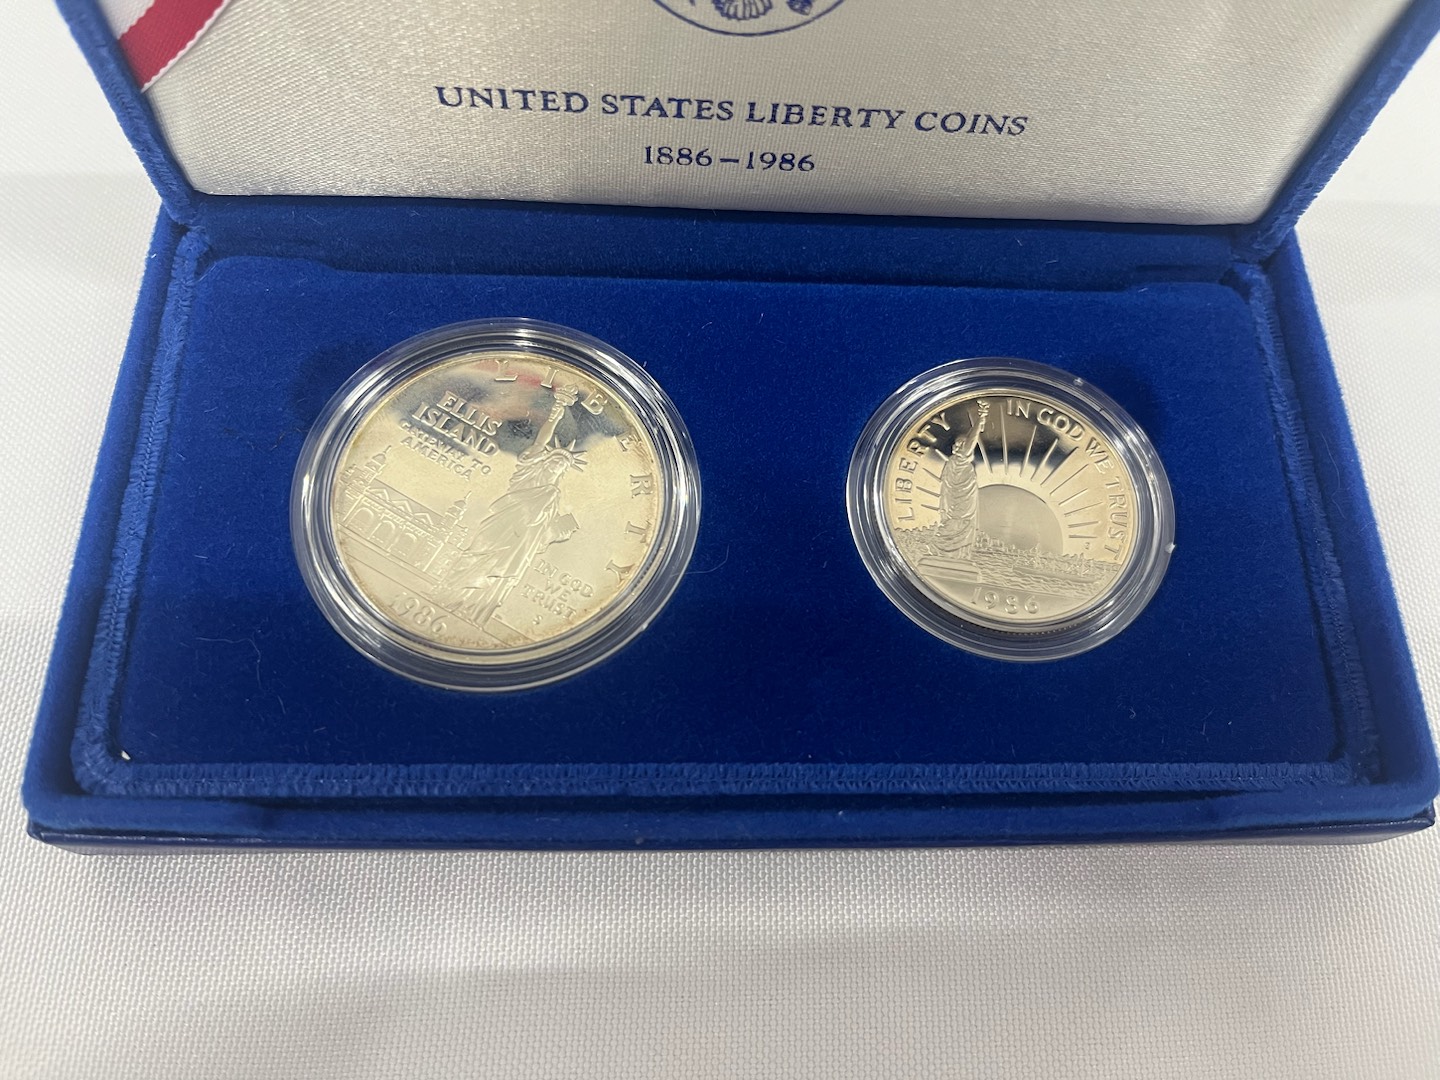 UNITED STATES LIBERTY COINS
1886–1986
LIBERTY
ELLIS
ISLAND
GATEWAY TO
AMERICA
IN GOD
WE
TRUST
S
1986
LIBERTY
IN GOD WE TRUST
S
1986